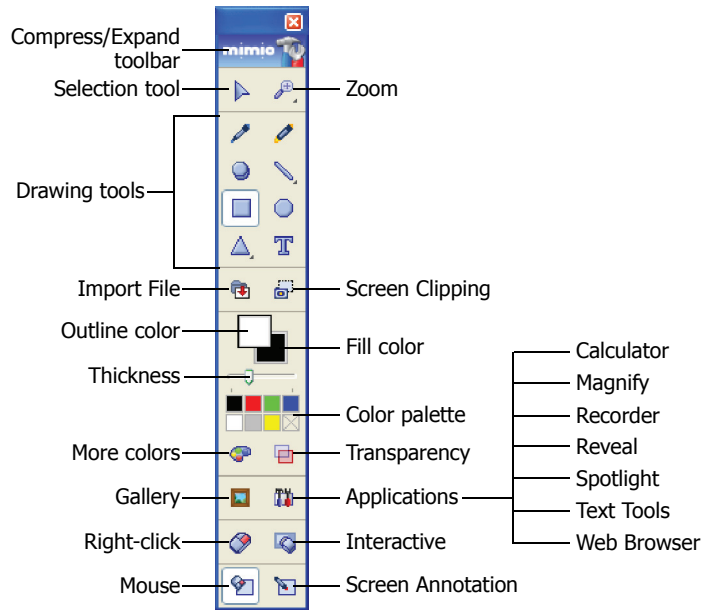 Compress/Expand
toolbar
mimio
Selection tool
Zoom
Drawing tools
T
Import File
Screen Clipping
Outline color
Fill color
Thickness
Color palette
More colors
Transparency
Gallery
Applications
Calculator
Magnify
Recorder
Reveal
Spotlight
Text Tools
Web Browser
Right-click
Interactive
Mouse
Screen Annotation